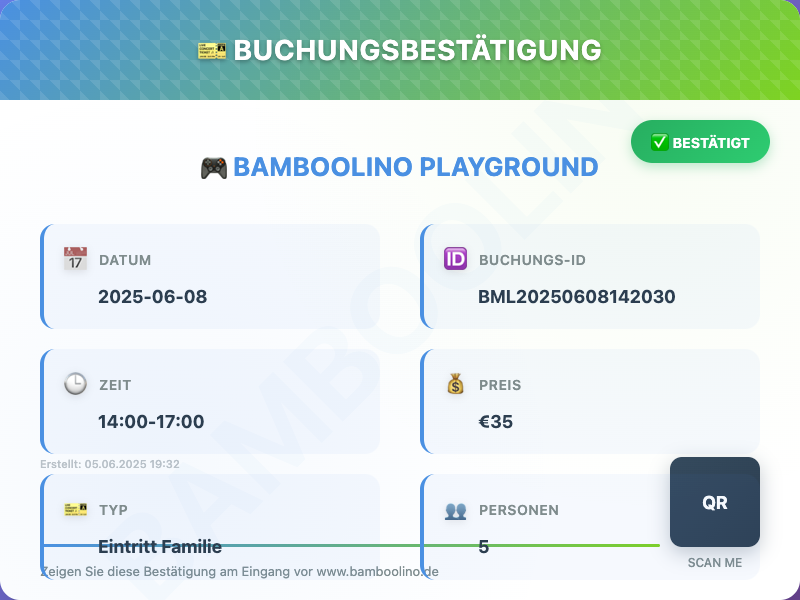 BUCHUNGSBESTÄTIGUNG
BESTÄTIGT
BAMBOOLINO PLAYGROUND
DATUM
2025-06-08
BUCHUNGS-ID
BML20250608142030
ZEIT
14:00-17:00
PREIS
€35
Erstellt: 05.06.2025 19:32
TYP
Eintritt Familie
PERSONEN
5
QR
SCAN ME
Zeigen Sie diese Bestätigung am Eingang vor www.bamboolino.de
BAMBOOLINO